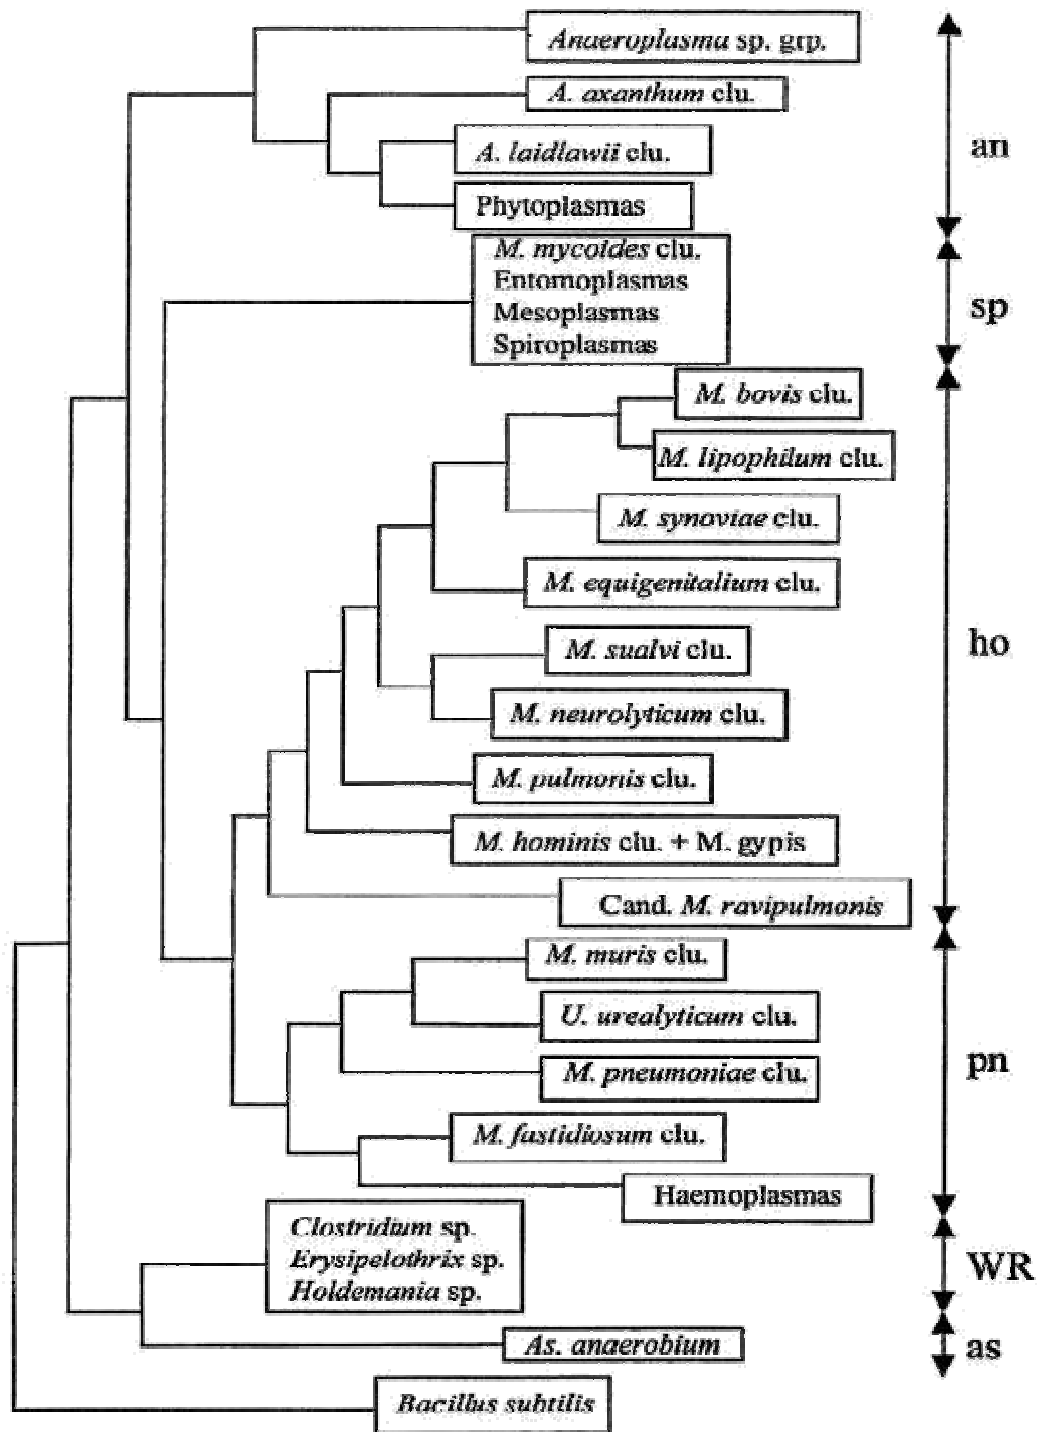 Anaeroplasma sp. grp.
A. axanthum clu.
A. laidlawii clu.
Phytoplasmas
an
M. mycoides clu.
Entomoplasmas
Mesoplasmas
Spiroplasmas
sp
M. bovis clu.
M. lipophilum clu.
M. synoviae clu.
M. equigenitalium clu.
M. sualvi clu.
M. neurolyticum clu.
M. pulmonis clu.
M. hominis clu. + M. gypis
Cand. M. ravipulmonis
ho
M. muris clu.
U. urealyticum clu.
M. pneumoniae clu.
M. fastidiosum clu.
Haemoplasmas
pn
Clostridium sp.
Erysipelothrix sp.
Holdemania sp.
WR
As. anaerobium
as
Bacillus subtilis